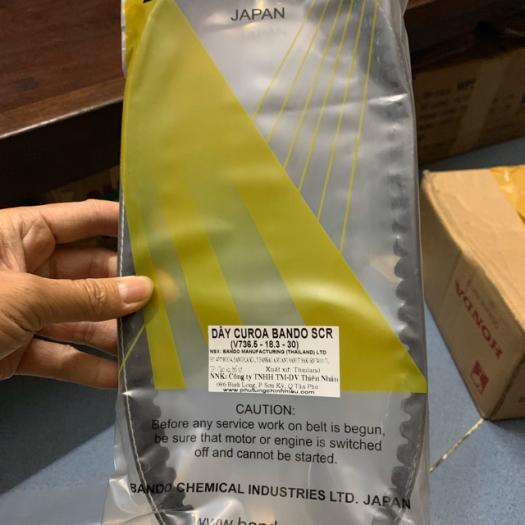 JAPAN
DÂY CUROA BANDO SCR
(V736.5 - 18.3 - 30)
NSX: BANDO MANUFACTURING (THAILAND) LTD
Xuất xứ: Thailand
NNK: Công ty TNHH TM-DV Thiên Nhân
CAUTION:
Before any service work on belt is begun,
be sure that motor or engine is switched
off and cannot be started.
BANDO CHEMICAL INDUSTRIES LTD. JAPAN
HONDA